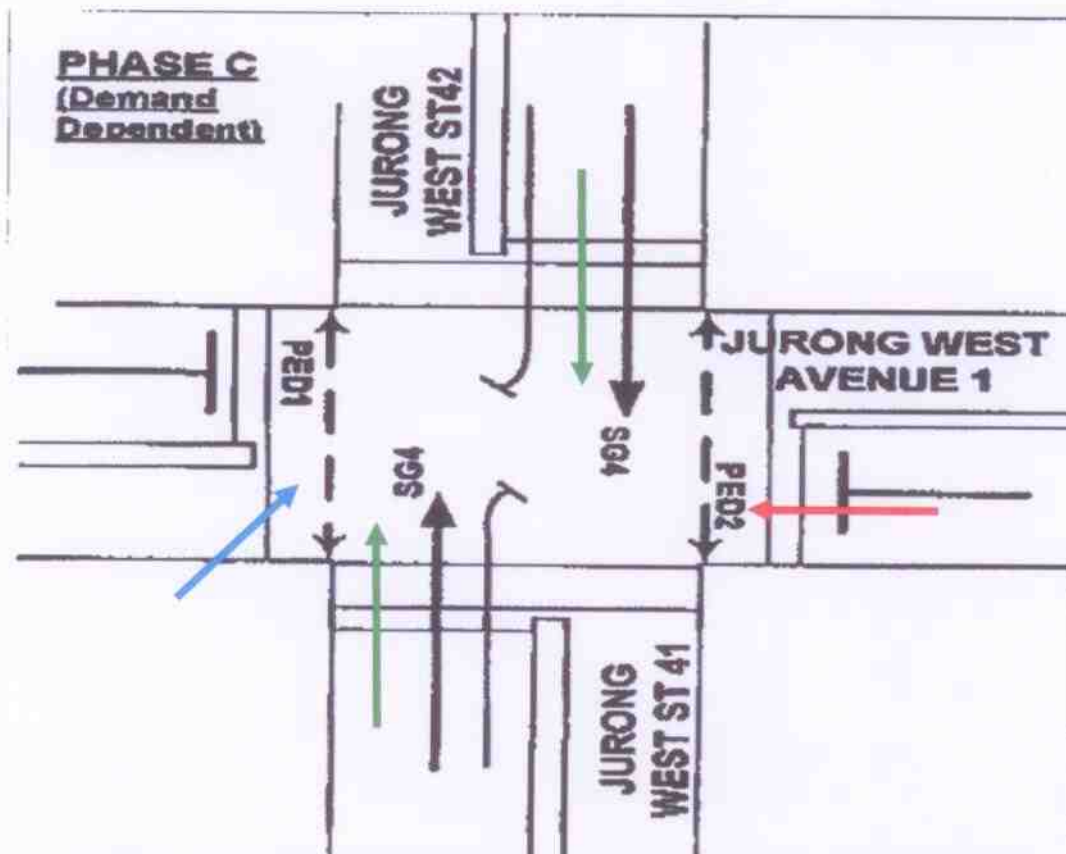 PHASE C
(Demand
Dependent)
JURONG
WEST ST42
PED1
JURONG WEST
AVENUE 1
SG4
SG4
PED2
JURONG
WEST ST 41